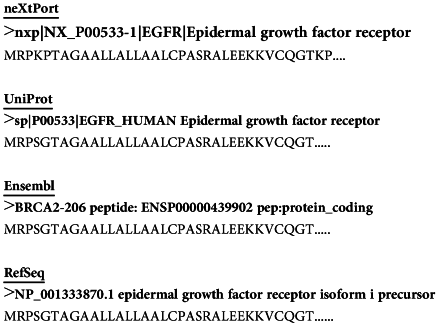 neXtPort
>nxp|NX_P00533-1|EGFR|Epidermal growth factor receptor
MRPKPTAGAALLALLAALCPASRALEEKKVCQGTKP....
UniProt
>sp|P00533|EGFR_HUMAN Epidermal growth factor receptor
MRPSGTAGAALLALLAALCPASRALEEKKVCQGT.....
Ensembl
>BRCA2-206 peptide: ENSP00000439902 pep:protein_coding
MRPSGTAGAALLALLAALCPASRALEEKKVCQGT.....
RefSeq
>NP_001333870.1 epidermal growth factor receptor isoform i precursor
MRPSGTAGAALLALLAALCPASRALEEKKVCQGT......